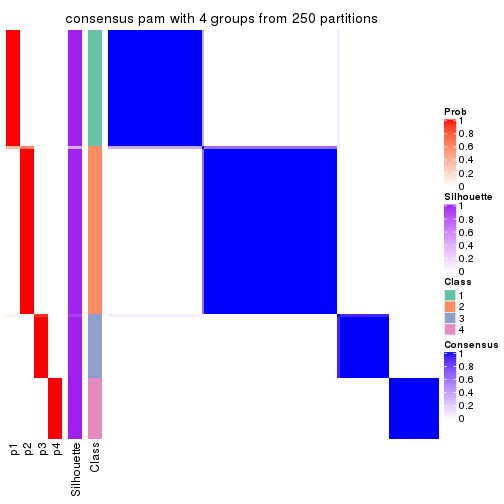 consensus pam with 4 groups from 250 partitions
Prob
1
0.8
0.6
0.4
0.2
0
Silhouette
1
0.8
0.6
0.4
0.2
0
Class
1
2
3
4
Consensus
1
0.8
0.6
0.4
0.2
0
p1
p2
p3
p4
Silhouette
Class